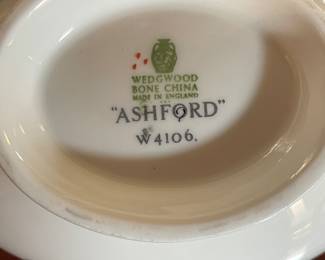 WEDGWOOD
BONE CHINA
MADE IN ENGLAND
"ASHFORD"
W4106.